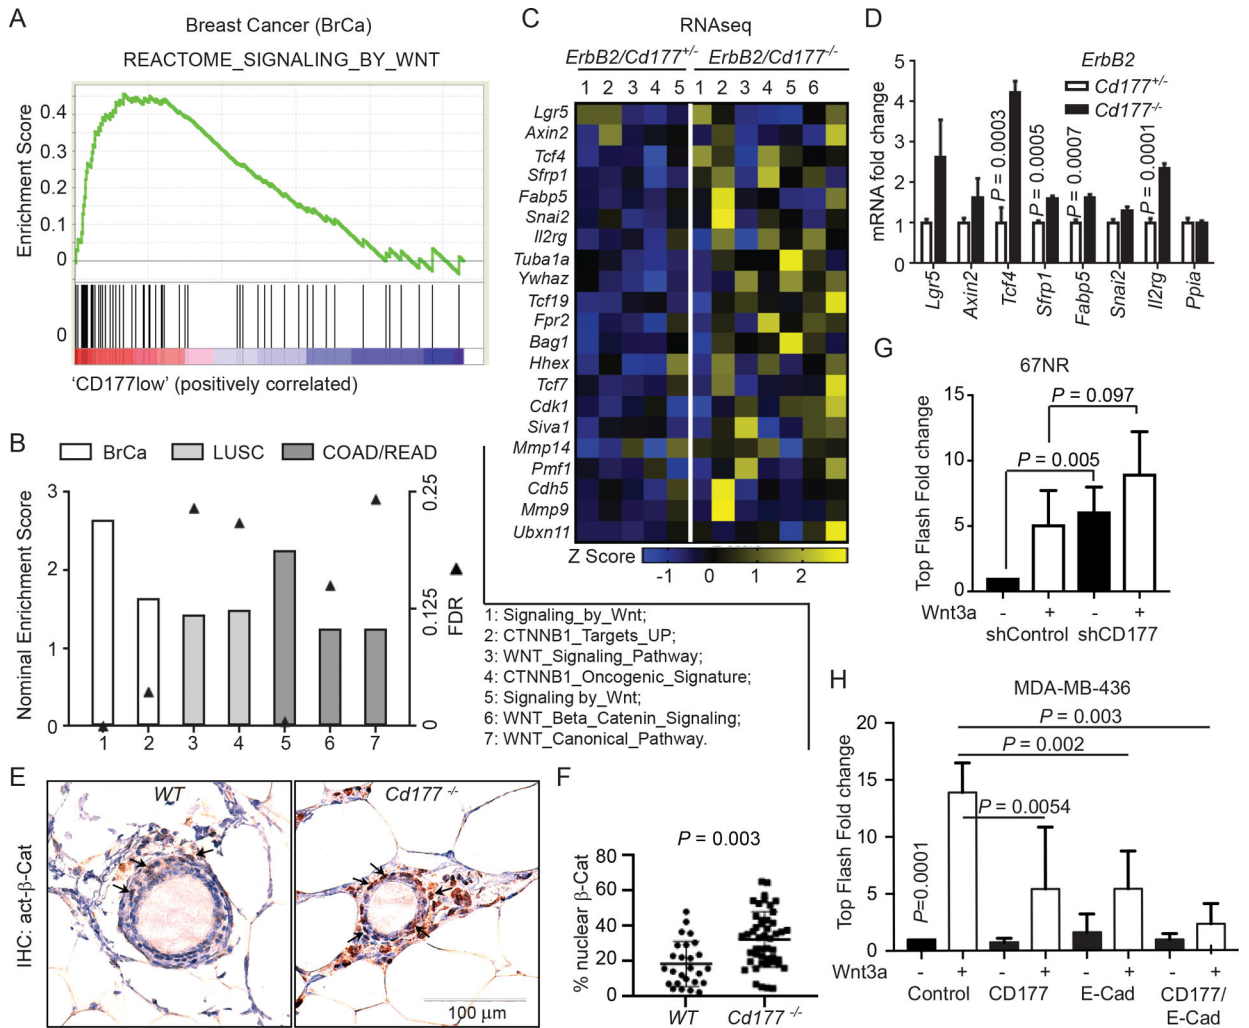 A
Breast Cancer (BrCa)
REACTOME_SIGNALING_BY_WNT
Enrichment Score
0.4
0.3
0.2
0.1
0
0
‘CD177low’ (positively correlated)
B
BrCa
LUSC
COAD/READ
Nominal Enrichment Score
3
2
1
0
0.25
0.125
0
FDR
1 2 3 4 5 6 7
1: Signaling_by_Wnt;
2: CTNNB1_Targets_UP;
3: WNT_Signaling_Pathway;
4: CTNNB1_Oncogenic_Signature;
5: Signaling by_Wnt;
6: WNT_Beta_Catenin_Signaling;
7: WNT_Canonical_Pathway.
C
RNAseq
ErbB2/Cd177+/- ErbB2/Cd177-/-
1 2 3 4 5 1 2 3 4 5 6
Lgr5
Axin2
Tcf4
Sfrp1
Fabp5
Snai2
Il2rg
Tuba1a
Ywhaz
Tcf19
Fpr2
Bag1
Hhex
Tcf7
Cdk1
Siva1
Mmp14
Pmf1
Cdh5
Mmp9
Ubxn11
Z Score
-1 0 1 2
D
ErbB2
Cd177+/-
Cd177-/-
mRNA fold change
5
4
3
2
1
0
P = 0.0003
P = 0.0005
P = 0.0007
P = 0.0001
Lgr5
Axin2
Tcf4
Sfrp1
Fabp5
Snai2
Il2rg
Ppia
E
IHC: act-β-Cat
WT
Cd177 -/-
100 µm
F
P = 0.003
% nuclear β-Cat
80
60
40
20
0
WT Cd177 -/-
G
67NR
Top Flash Fold change
15
10
5
0
P = 0.097
P = 0.005
Wnt3a - + - +
shControl shCD177
H
MDA-MB-436
Top Flash Fold change
20
15
10
5
0
P = 0.003
P = 0.002
P = 0.0054
P=0.0001
Wnt3a - + - + - + - +
Control CD177 E-Cad CD177/
E-Cad